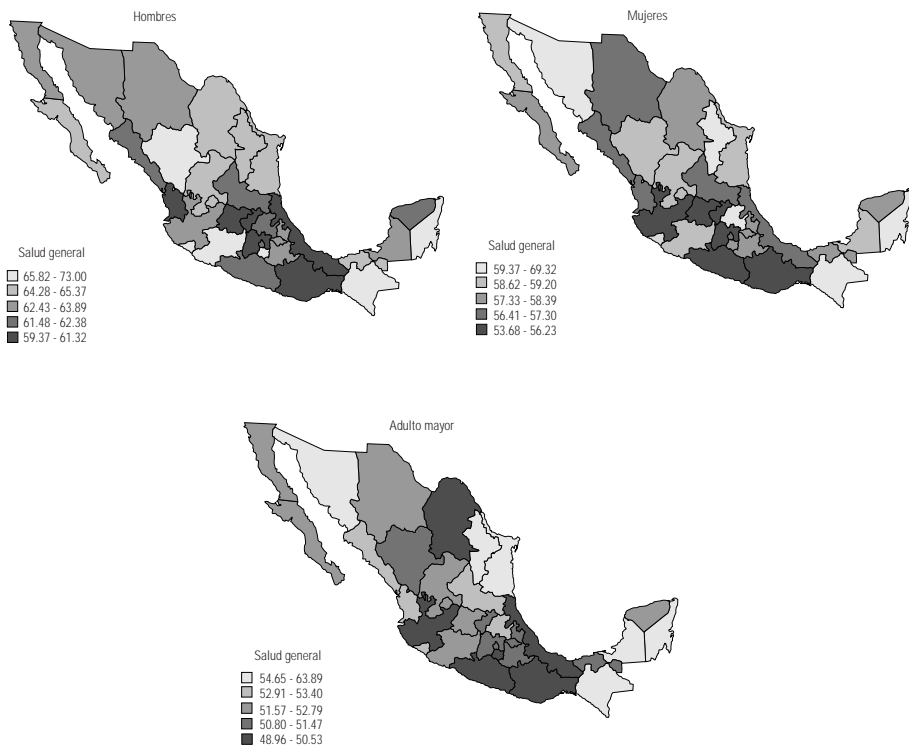 Hombres
Salud general
65.82 - 73.00
64.28 - 65.37
62.43 - 63.89
61.48 - 62.38
59.37 - 61.32
Mujeres
Salud general
59.37 - 69.32
58.62 - 59.20
57.33 - 58.39
56.41 - 57.30
53.68 - 56.23
Adulto mayor
Salud general
54.65 - 63.89
52.91 - 53.40
51.57 - 52.79
50.80 - 51.47
48.96 - 50.53